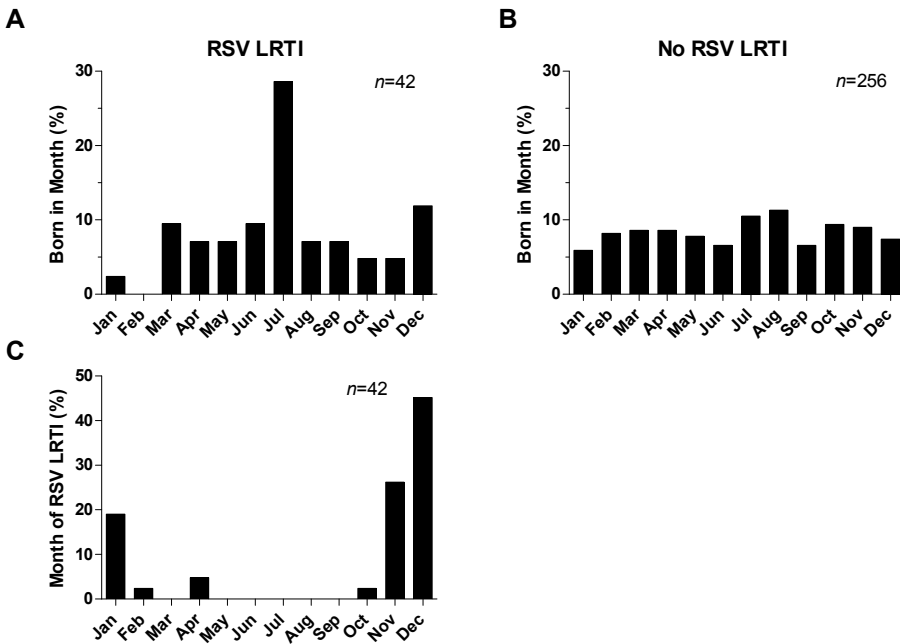 A
RSV LRTI
n=42
Born in Month (%)
30
20
10
0
Jan Feb Mar Apr May Jun Jul Aug Sep Oct Nov Dec
B
No RSV LRTI
n=256
Born in Month (%)
30
20
10
0
Jan Feb Mar Apr May Jun Jul Aug Sep Oct Nov Dec
C
n=42
Month of RSV LRTI (%)
50
40
30
20
10
0
Jan Feb Mar Apr May Jun Jul Aug Sep Oct Nov Dec